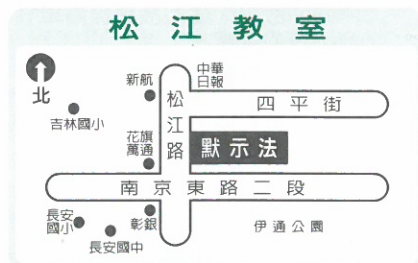 松江教室
北
新航
中華
日報
松江路
四平街
吉林國小
花旗
萬通
默示法
南京東路二段
長安
國小
彰銀
長安國中
伊通公園